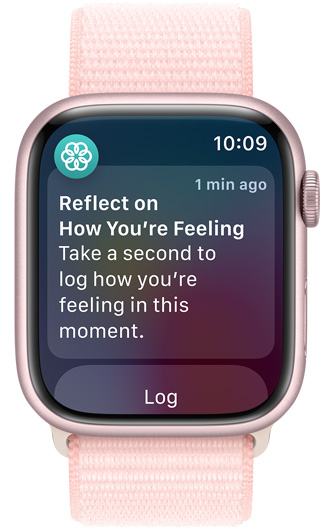 10:09
1 min ago
Reflect on
How You’re Feeling
Take a second to
log how you’re
feeling in this
moment.
Log